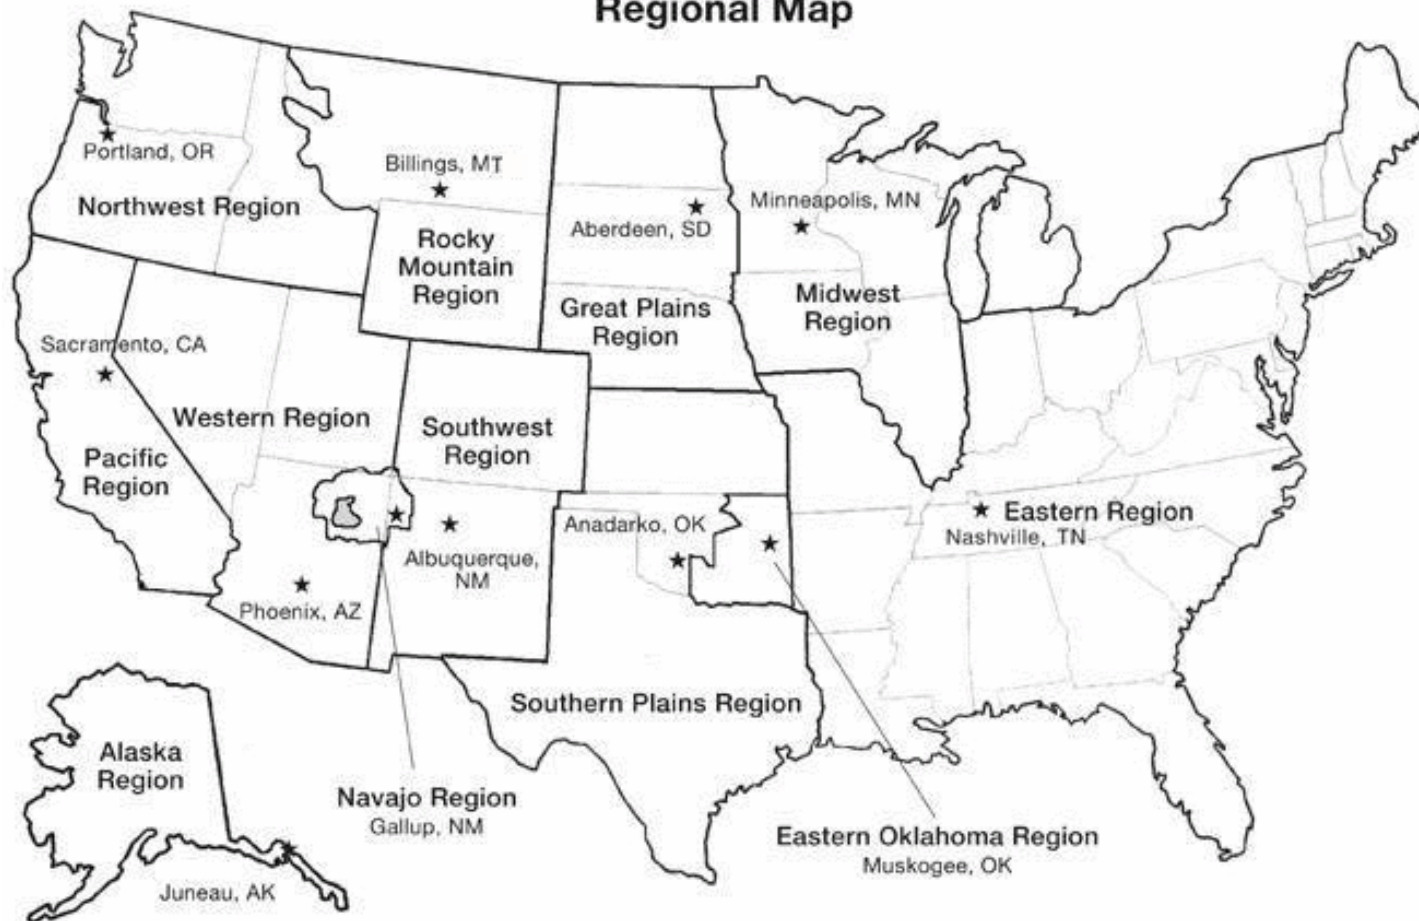 Regional Map
Portland, OR
Northwest Region
Billings, MT
Rocky
Mountain
Region
Aberdeen, SD
Great Plains
Region
Minneapolis, MN
Midwest
Region
Sacramento, CA
Pacific
Region
Western Region
Southwest
Region
Phoenix, AZ
Albuquerque,
NM
Anadarko, OK
Eastern Region
Nashville, TN
Southern Plains Region
Alaska
Region
Juneau, AK
Navajo Region
Gallup, NM
Eastern Oklahoma Region
Muskogee, OK